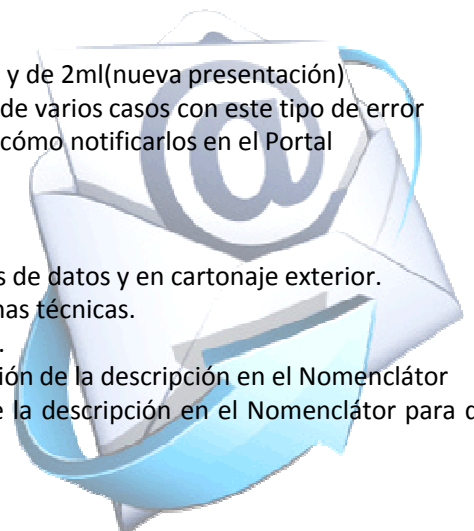 y de 2ml(nueva presentación)
de varios casos con este tipo de error
cómo notificarlos en el Portal
@
s de datos y en cartonaje exterior.
nas técnicas.
.
ión de la descripción en el Nomenclátor
e la descripción en el Nomenclátor para d